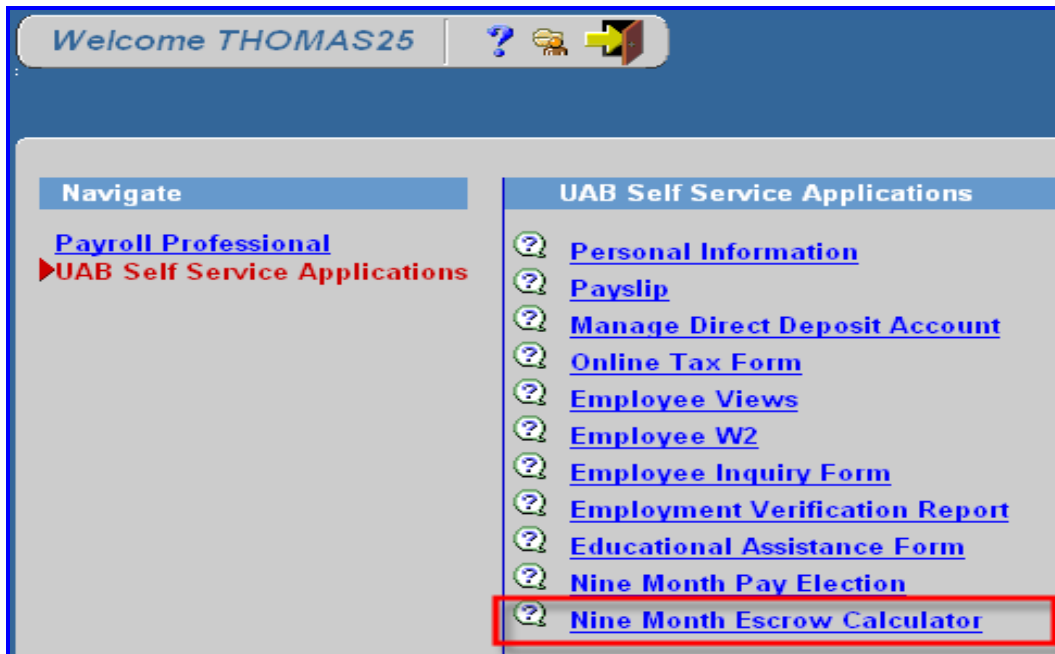 Welcome THOMAS25
Navigate
Payroll Professional
UAB Self Service Applications
UAB Self Service Applications
Personal Information
Payslip
Manage Direct Deposit Account
Online Tax Form
Employee Views
Employee W2
Employee Inquiry Form
Employment Verification Report
Educational Assistance Form
Nine Month Pay Election
Nine Month Escrow Calculator